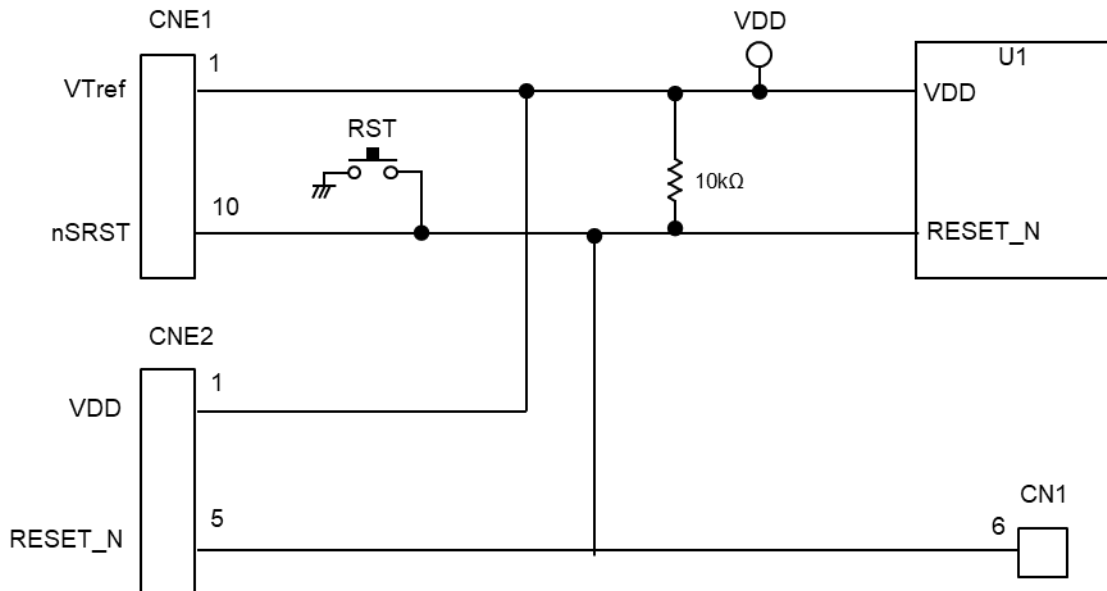 CNE1
VDD
U1
VTref
1
VDD
RST
10kΩ
nSRST
10
RESET_N
CNE2
1
VDD
5
RESET_N
CN1
6